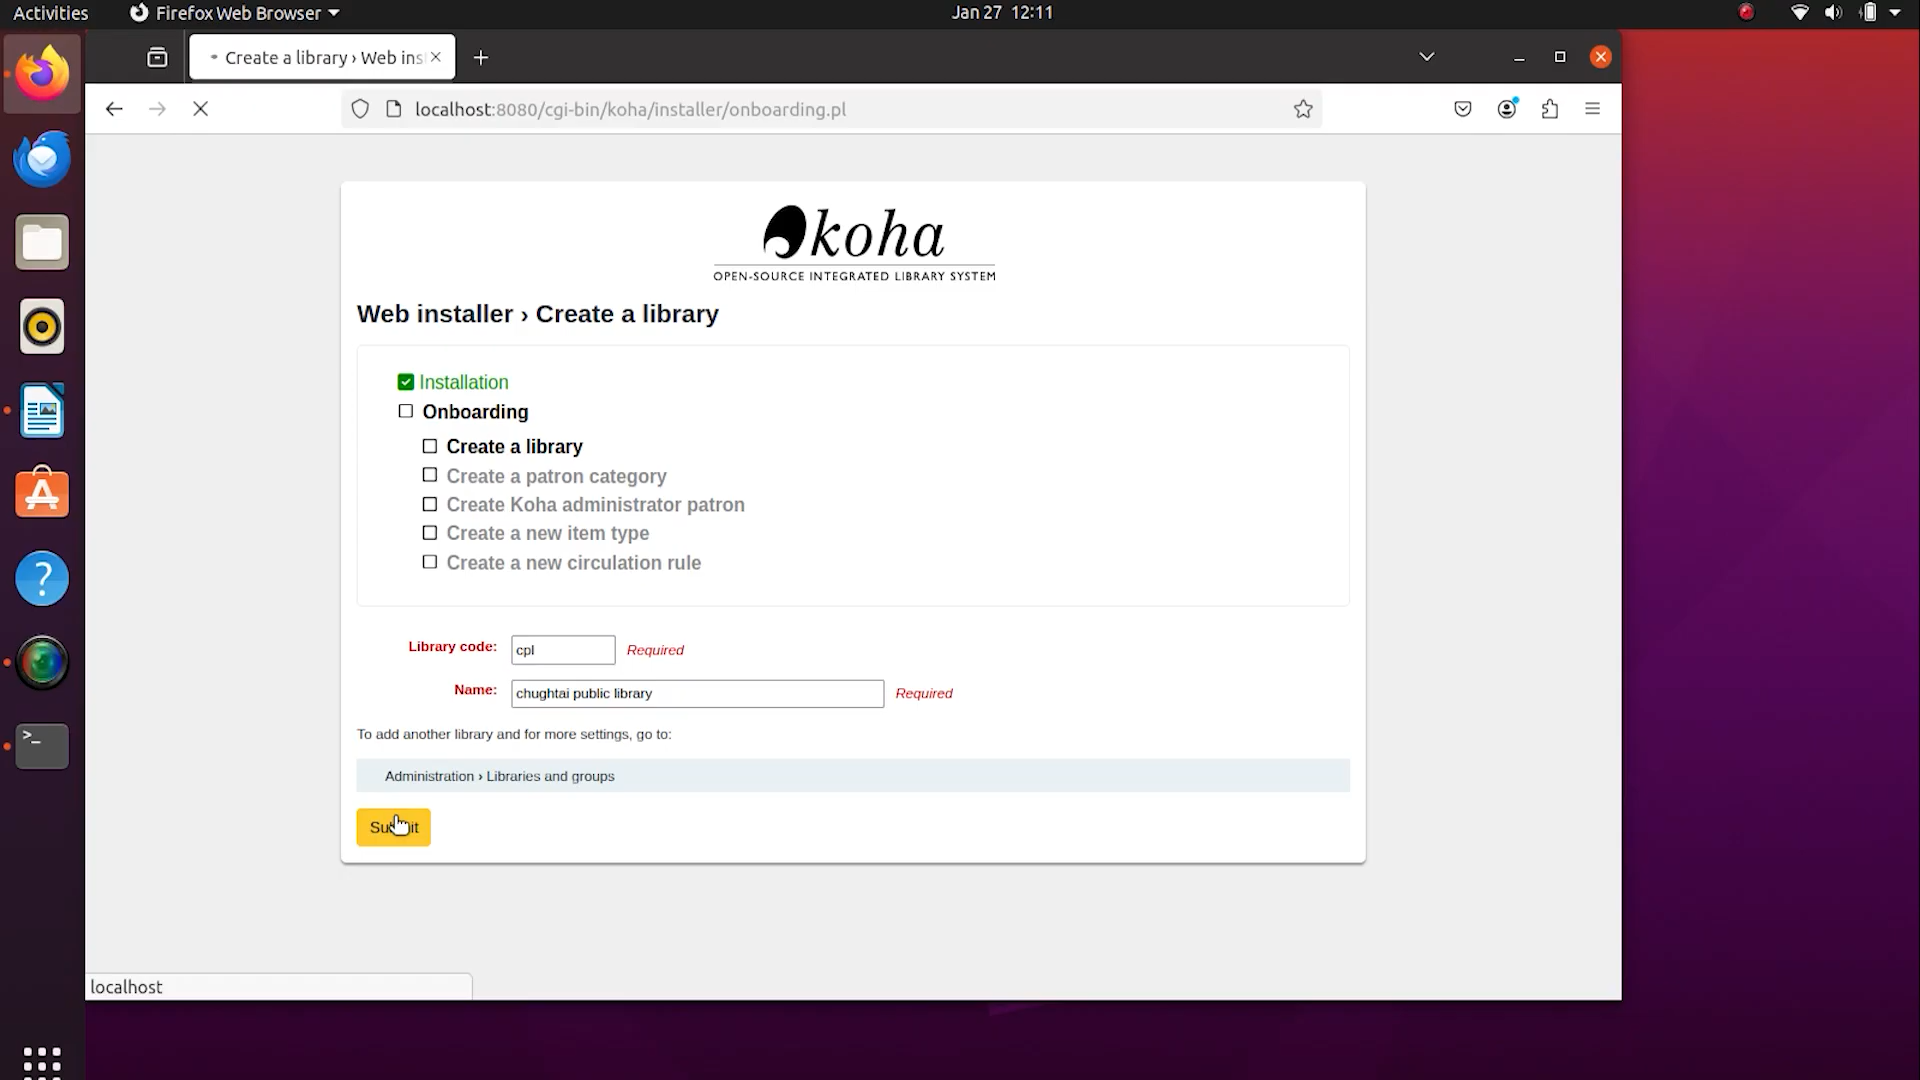 Activities
Firefox Web Browser
Jan 27 12:11
Create a library › Web ins
localhost:8080/cgi-bin/koha/installer/onboarding.pl
koha
OPEN-SOURCE INTEGRATED LIBRARY SYSTEM
Web installer › Create a library
Installation
Onboarding
Create a library
Create a patron category
Create Koha administrator patron
Create a new item type
Create a new circulation rule
Library code: cpl Required
Name: chughtai public library Required
To add another library and for more settings, go to:
Administration › Libraries and groups
Submit
localhost